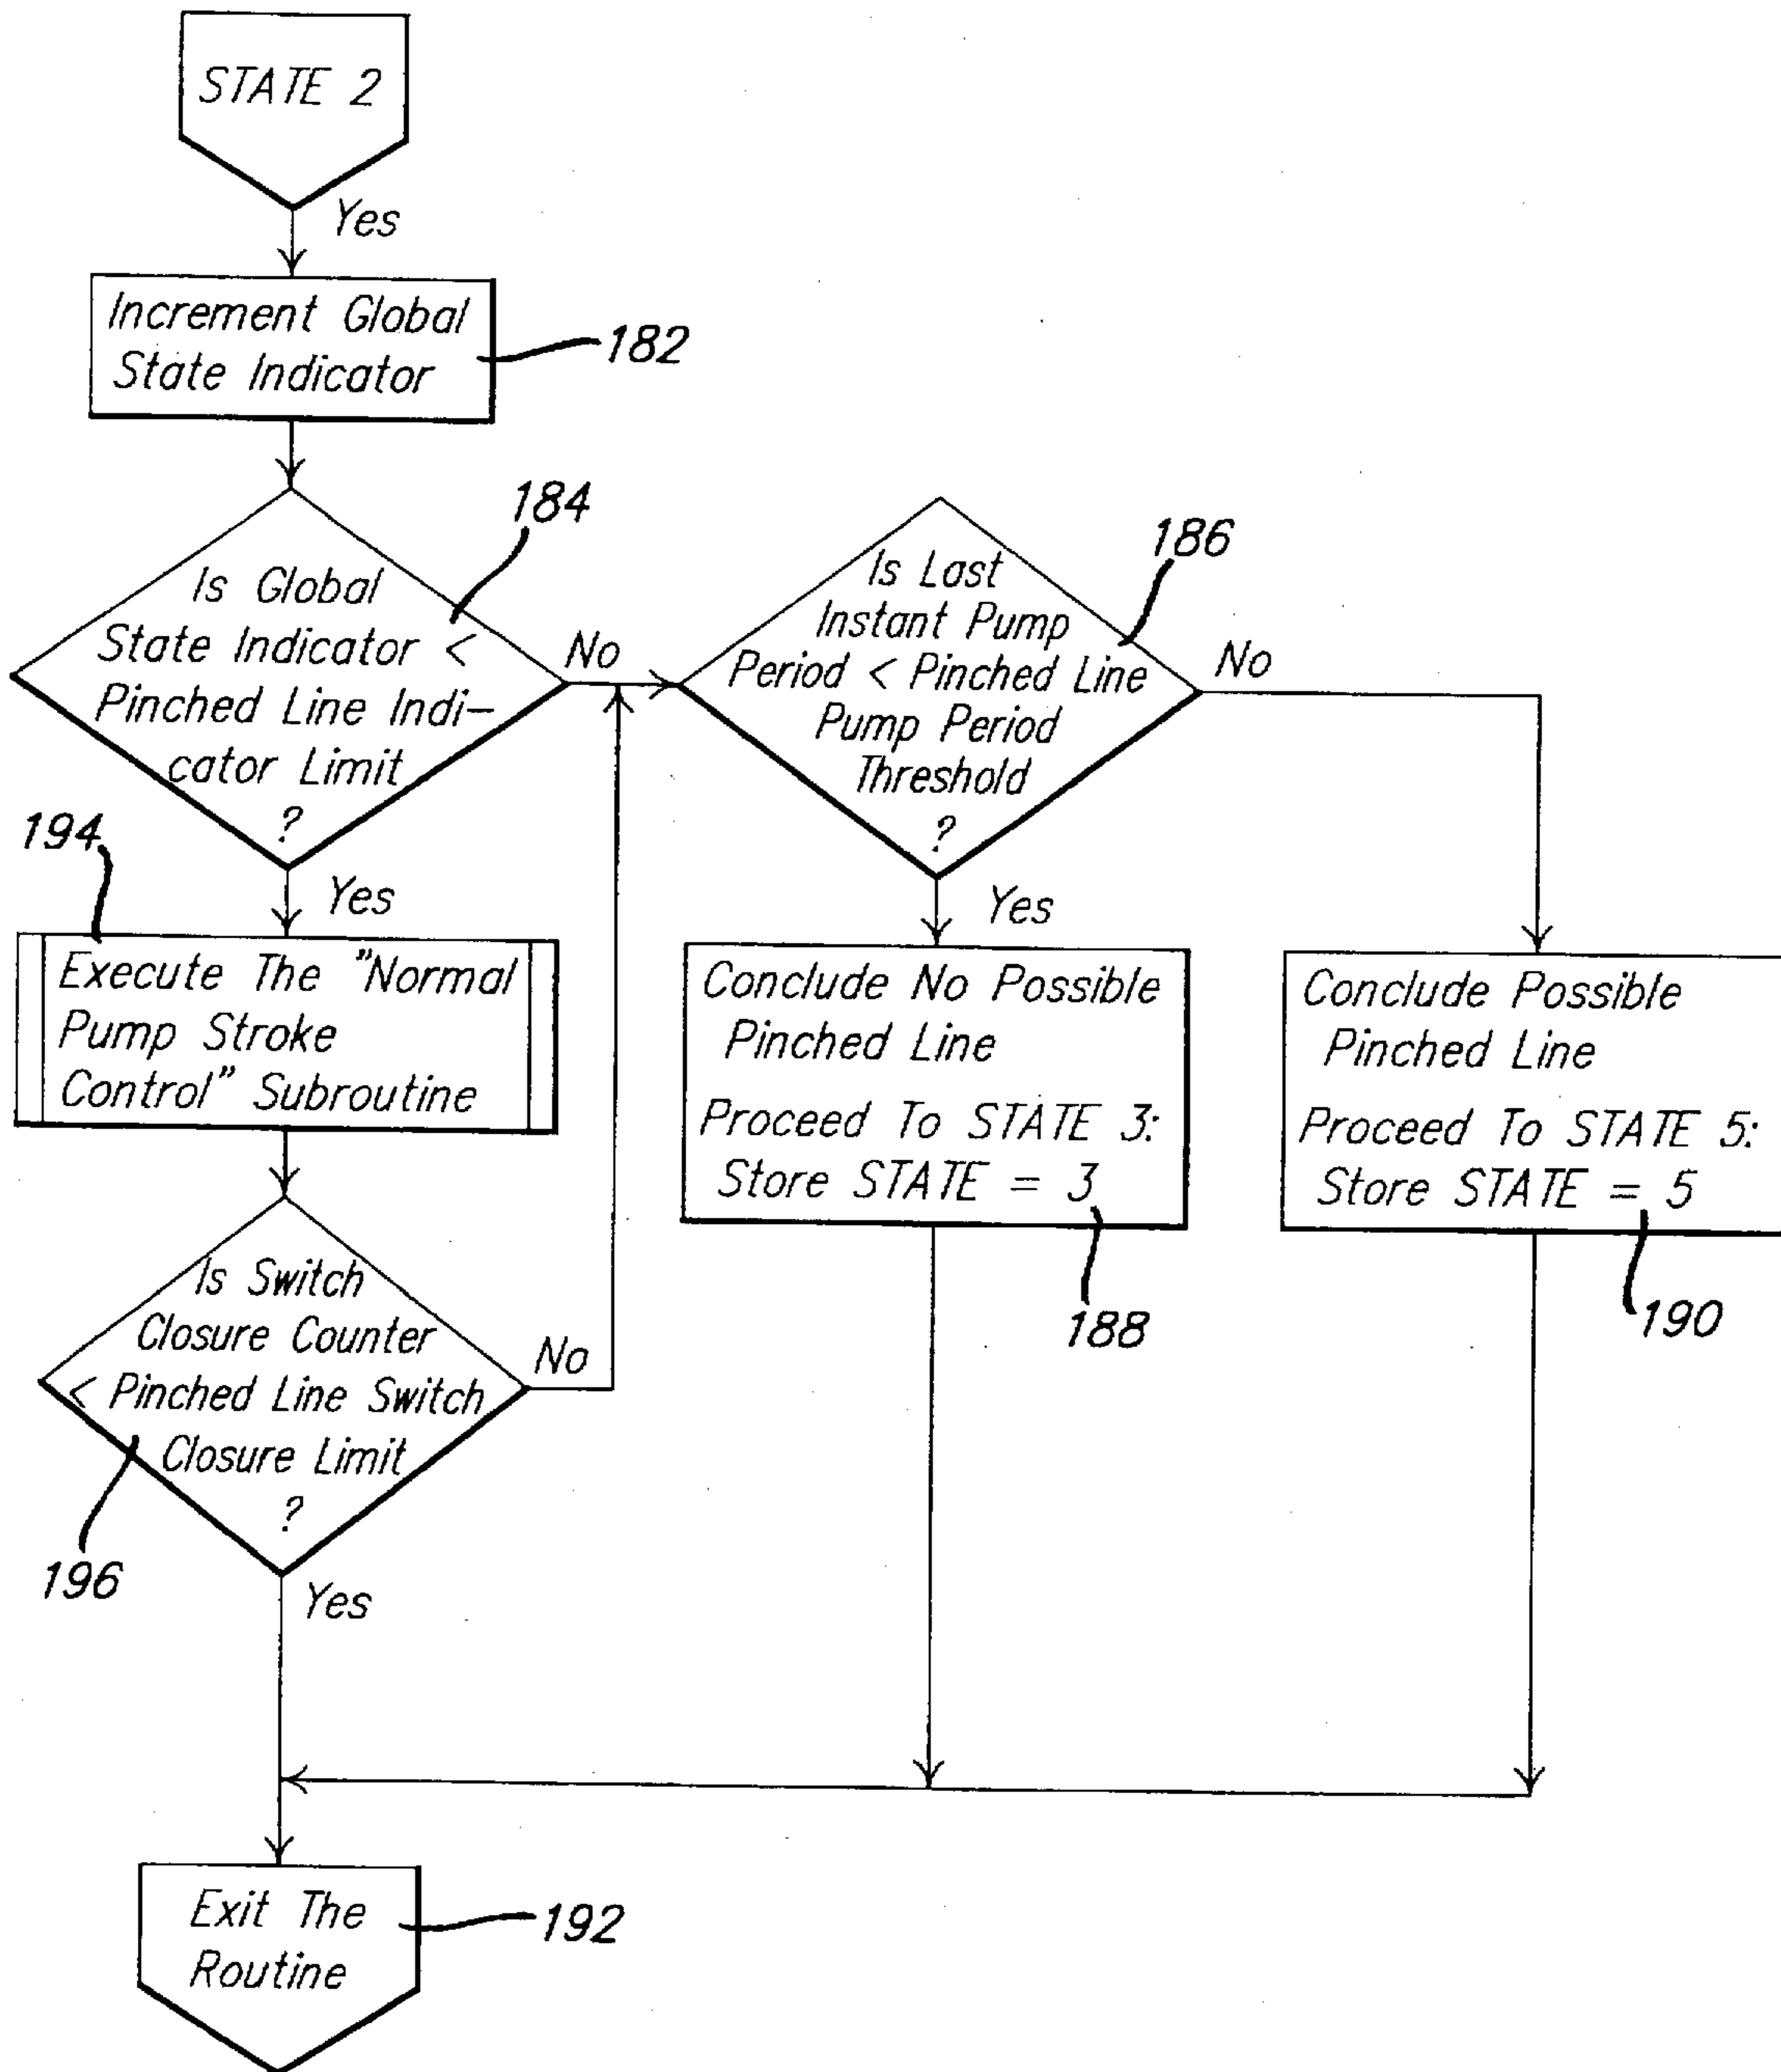 STATE 2
Yes
Increment Global
State Indicator
182
184
Is Global
State Indicator <
Pinched Line Indi-
cator Limit
?
No
186
Is Last
Instant Pump
Period < Pinched Line
Pump Period
Threshold
?
No
194
Yes
Execute The "Normal
Pump Stroke
Control" Subroutine
Yes
Conclude No Possible
Pinched Line
Proceed To STATE 3:
Store STATE = 3
188
Conclude Possible
Pinched Line
Proceed To STATE 5:
Store STATE = 5
190
Is Switch
Closure Counter
< Pinched Line Switch
Closure Limit
?
No
196
Yes
Exit The
Routine
192